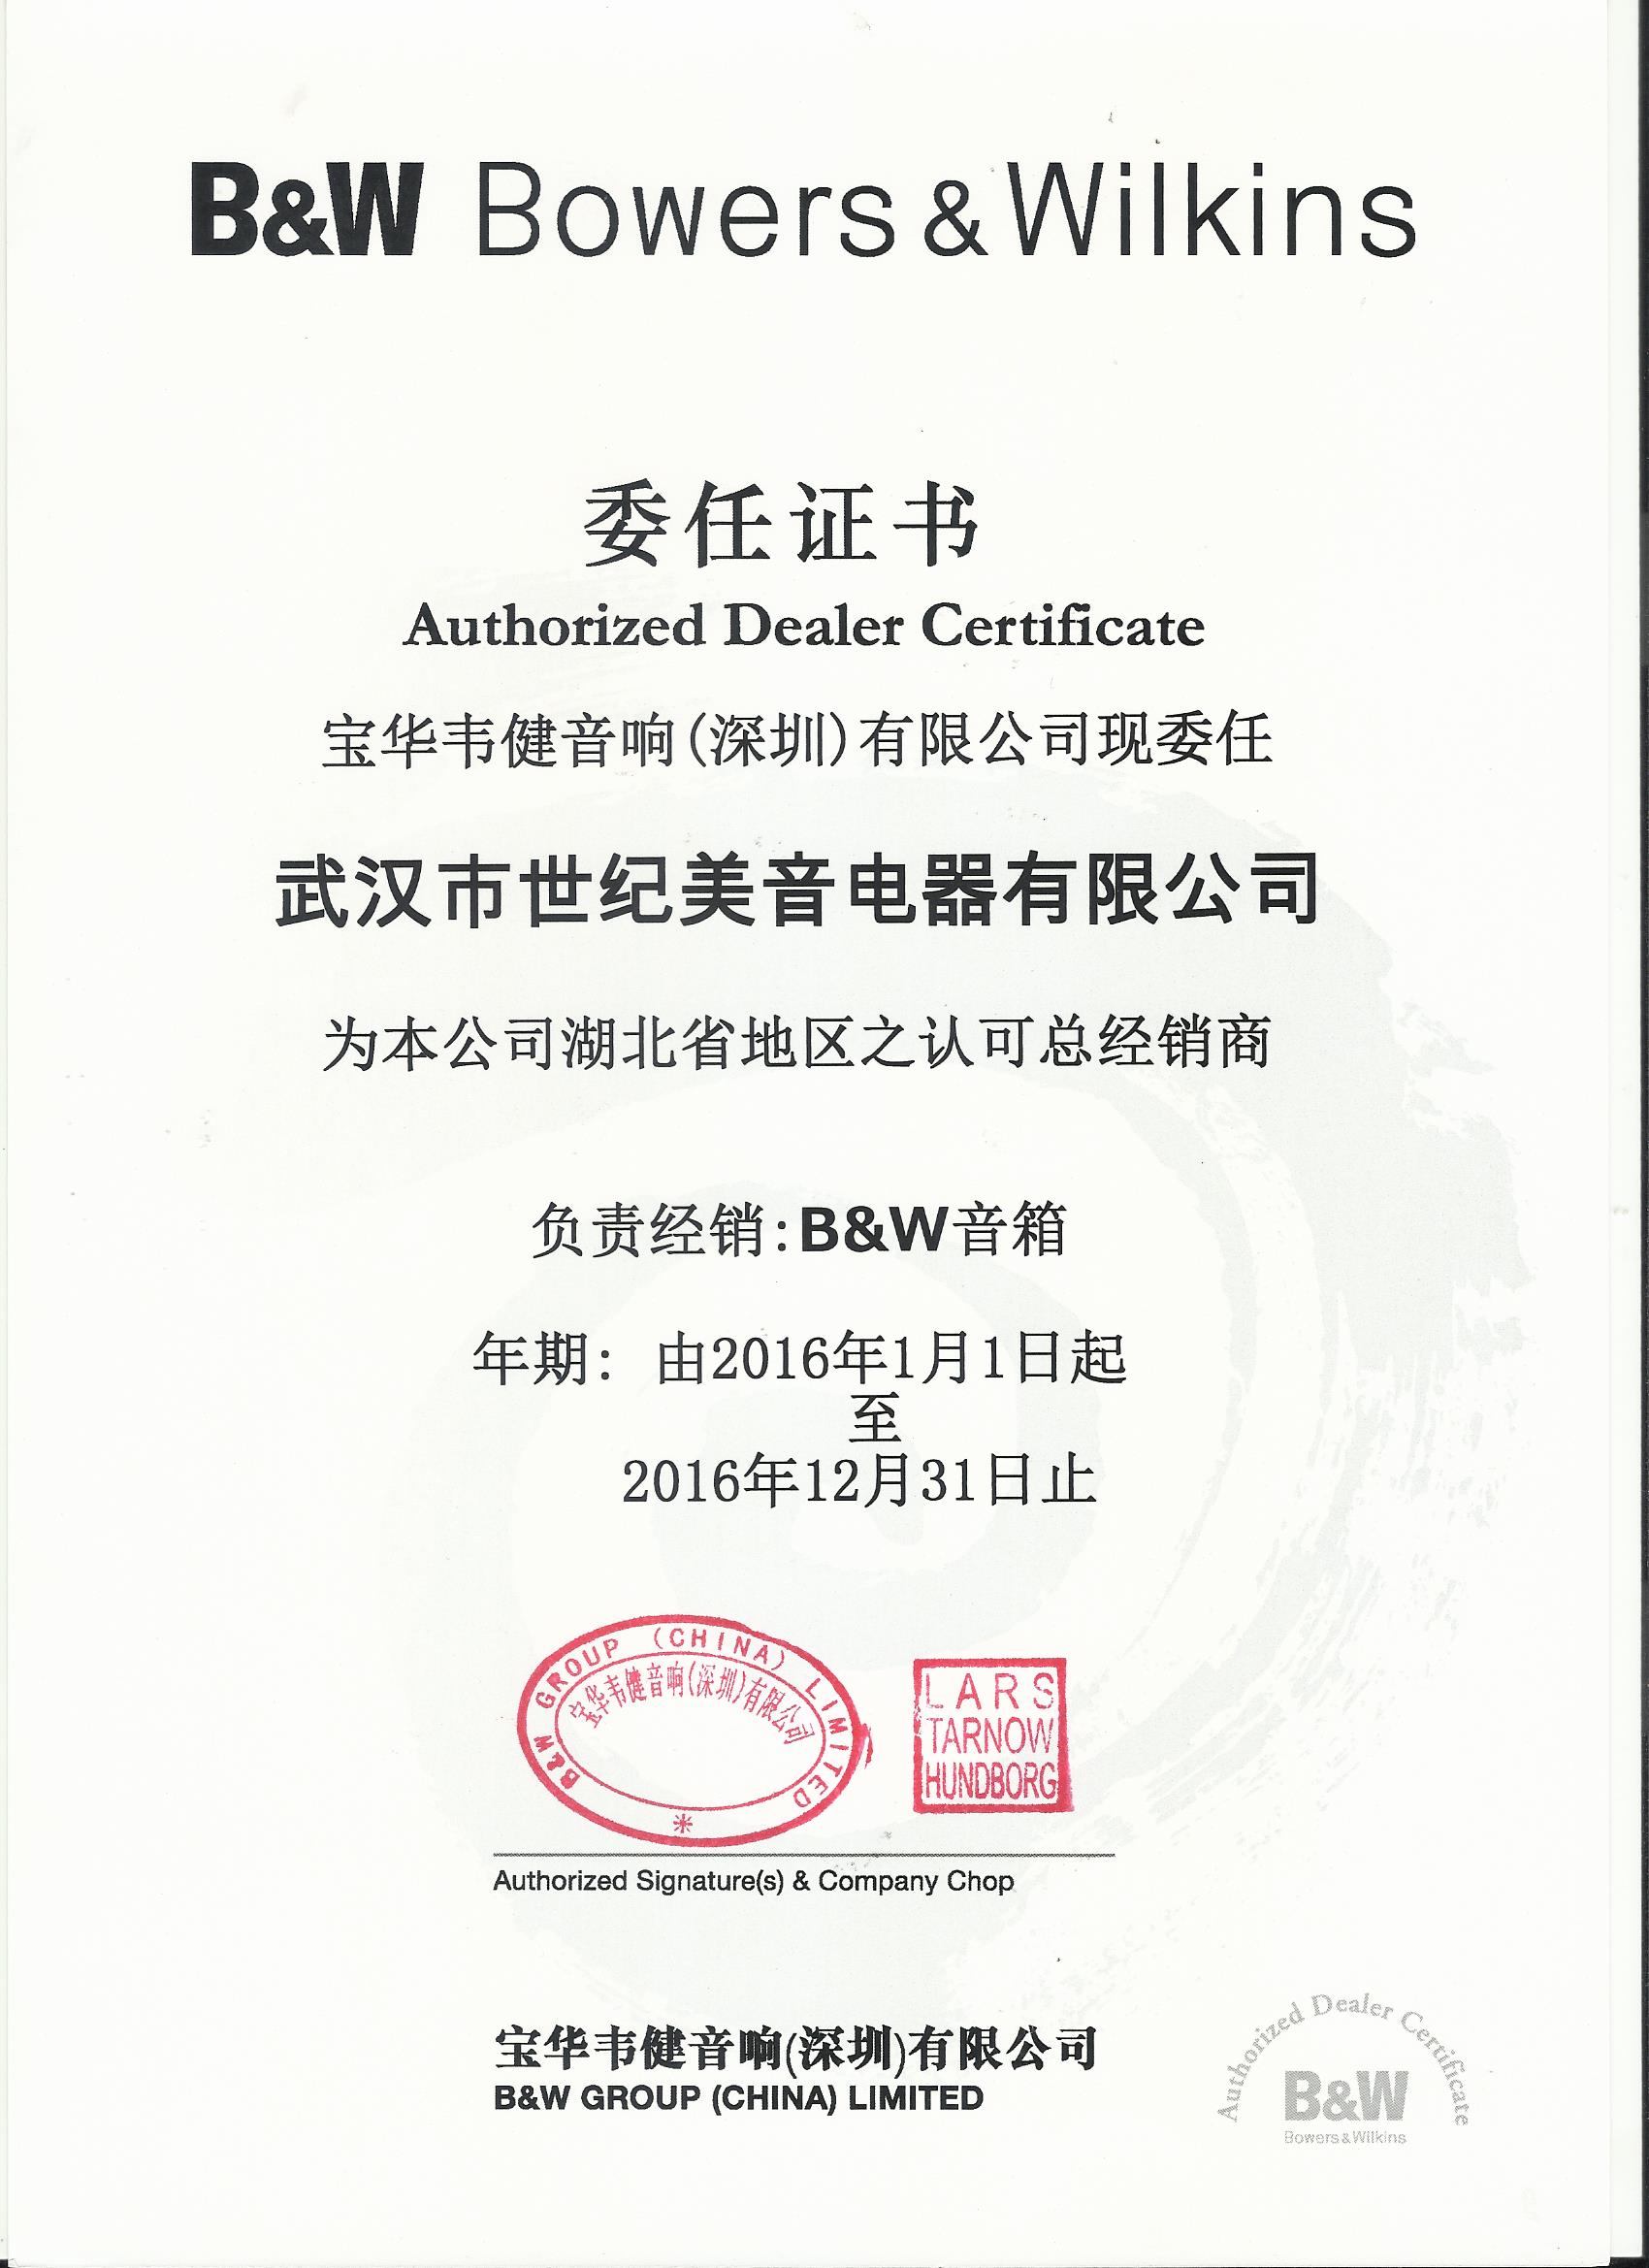 B&W Bowers & Wilkins
委任证书
Authorized Dealer Certificate
宝华韦健音响(深圳)有限公司现委任
武汉市世纪美音电器有限公司
为本公司湖北省地区之认可总经销商
负责经销:B&W音箱
年期: 由2016年1月1日起
至
2016年12月31日止
B&W GROUP (CHINA) LIMITED
宝华韦健音响(深圳)有限公司
*
LARS
TARNOW
HUNDBORG
Authorized Signature(s) & Company Chop
宝华韦健音响(深圳)有限公司
B&W GROUP (CHINA) LIMITED
Authorized Dealer Certificate
B&W
Bowers & Wilkins